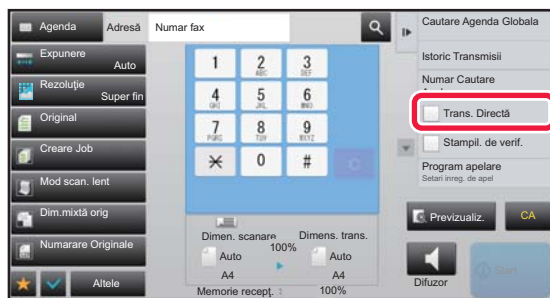 Agenda
Adresă
Numar fax
Expunere
Auto
Rezoluţie
Super fin
Original
Creare Job
Mod scan. lent
Dim.mixtă orig
Numarare Originale
Altele
1
2
ABC
3
DEF
4
GHI
5
JKL
6
MNO
7
PQRS
8
TUV
9
WXYZ
0
#
Dimen. scanare
100%
Dimens. trans.
Auto
A4
Auto
A4
Memorie recept. : 100%
Cautare Agenda Globala
Istoric Transmisii
Numar Cautare
Trans. Directă
Stampil. de verif.
Program apelare
Setari inreg. de apel
Previzualiz.
CA
Difuzor
Start